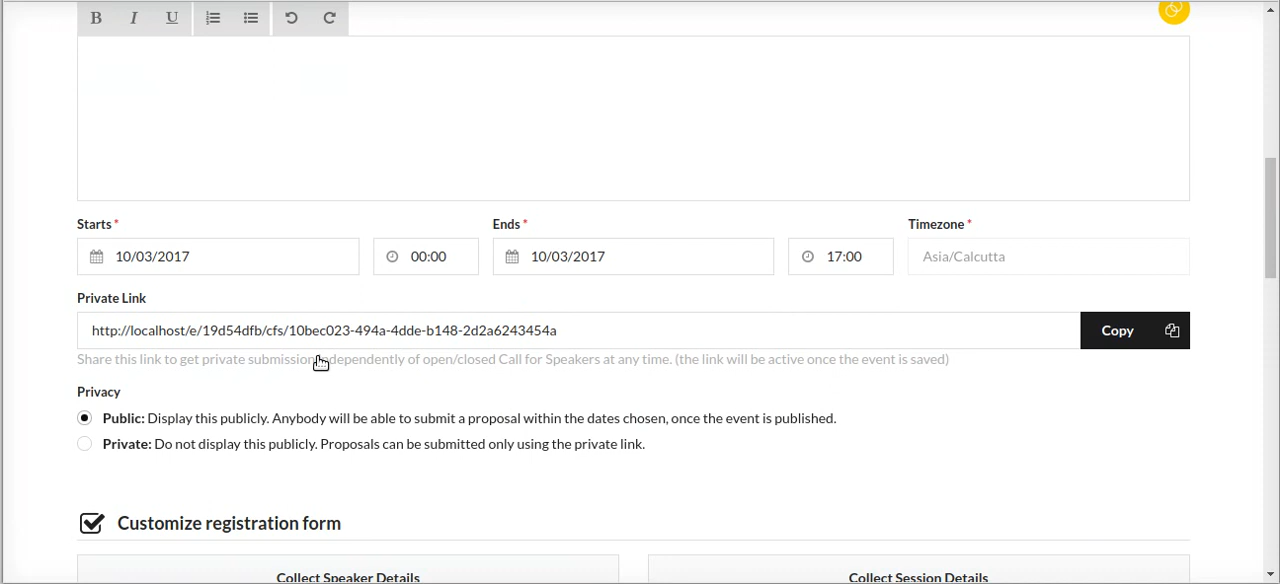 B I U
Starts * Ends * Timezone *
10/03/2017 00:00 10/03/2017 17:00 Asia/Calcutta
Private Link
http://localhost/e/19d54dfb/cfs/10bec023-494a-4dde-b148-2d2a6243454a Copy
Share this link to get private submission independently of open/closed Call for Speakers at any time. (the link will be active once the event is saved)
Privacy
Public: Display this publicly. Anybody will be able to submit a proposal within the dates chosen, once the event is published.
Private: Do not display this publicly. Proposals can be submitted only using the private link.
Customize registration form
Collect Speaker Details Collect Session Details